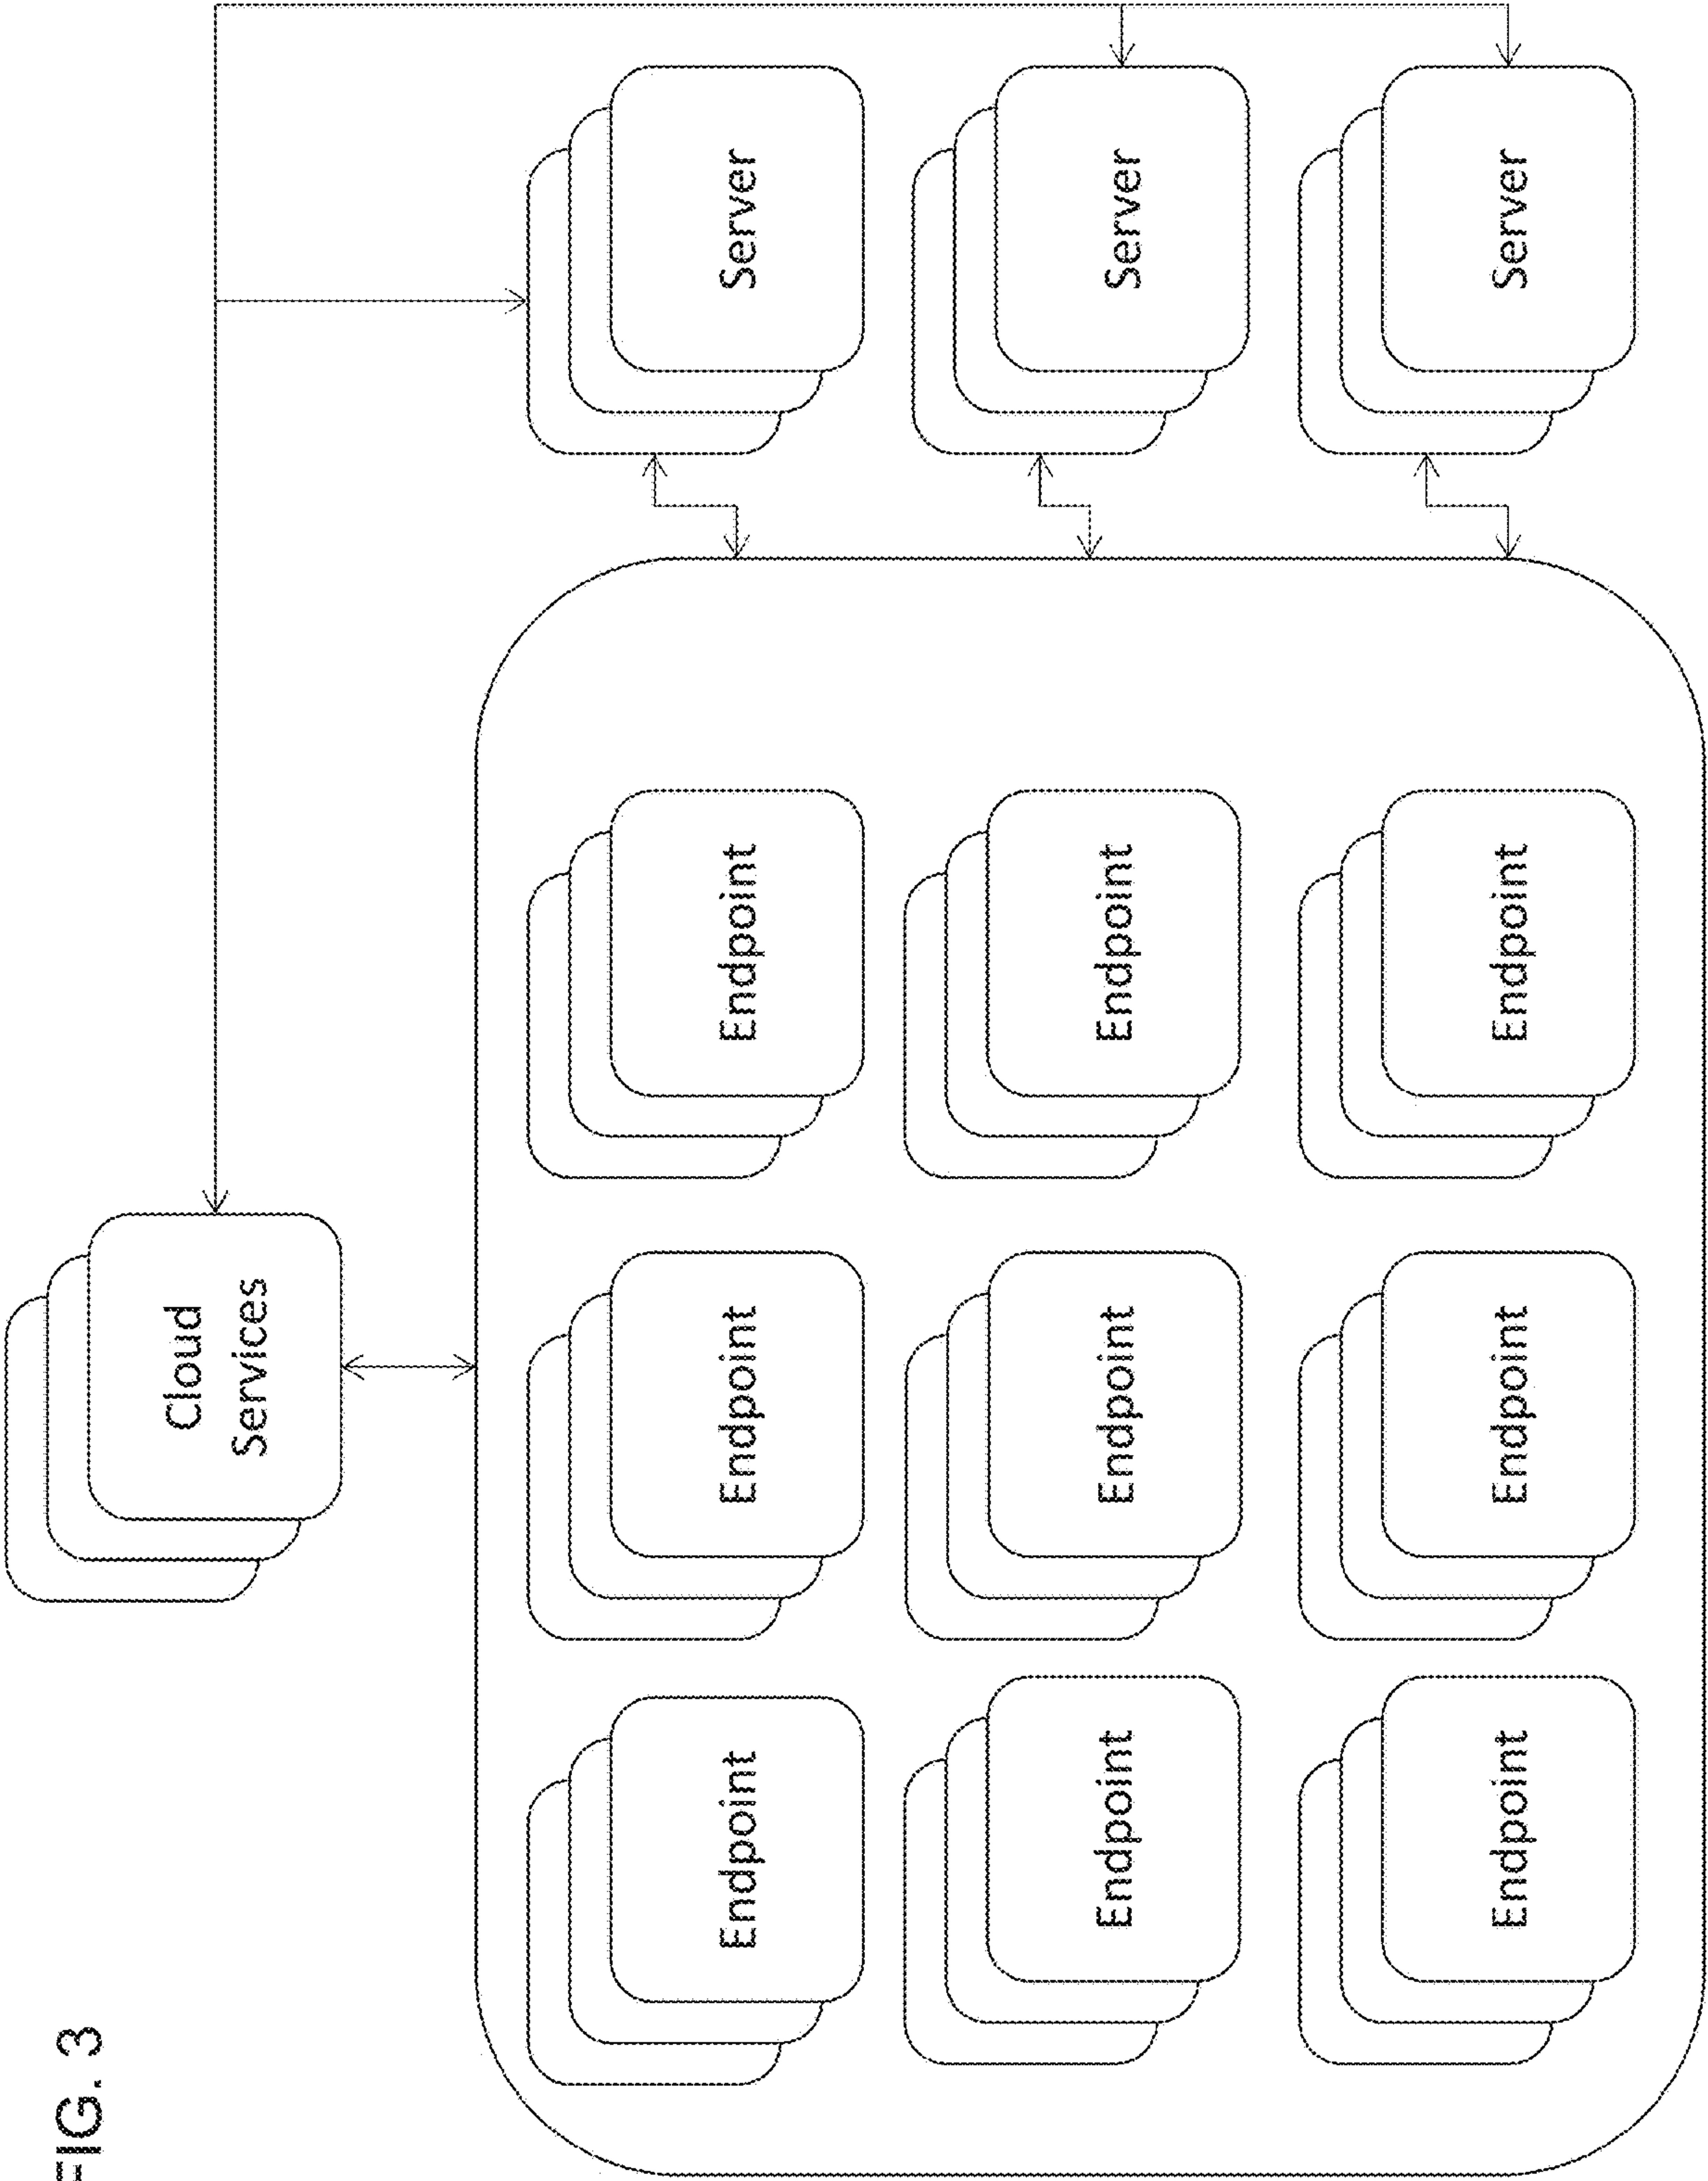 FIG. 3
Cloud
Services
Endpoint
Endpoint
Endpoint
Server
Endpoint
Endpoint
Endpoint
Server
Endpoint
Endpoint
Endpoint
Server